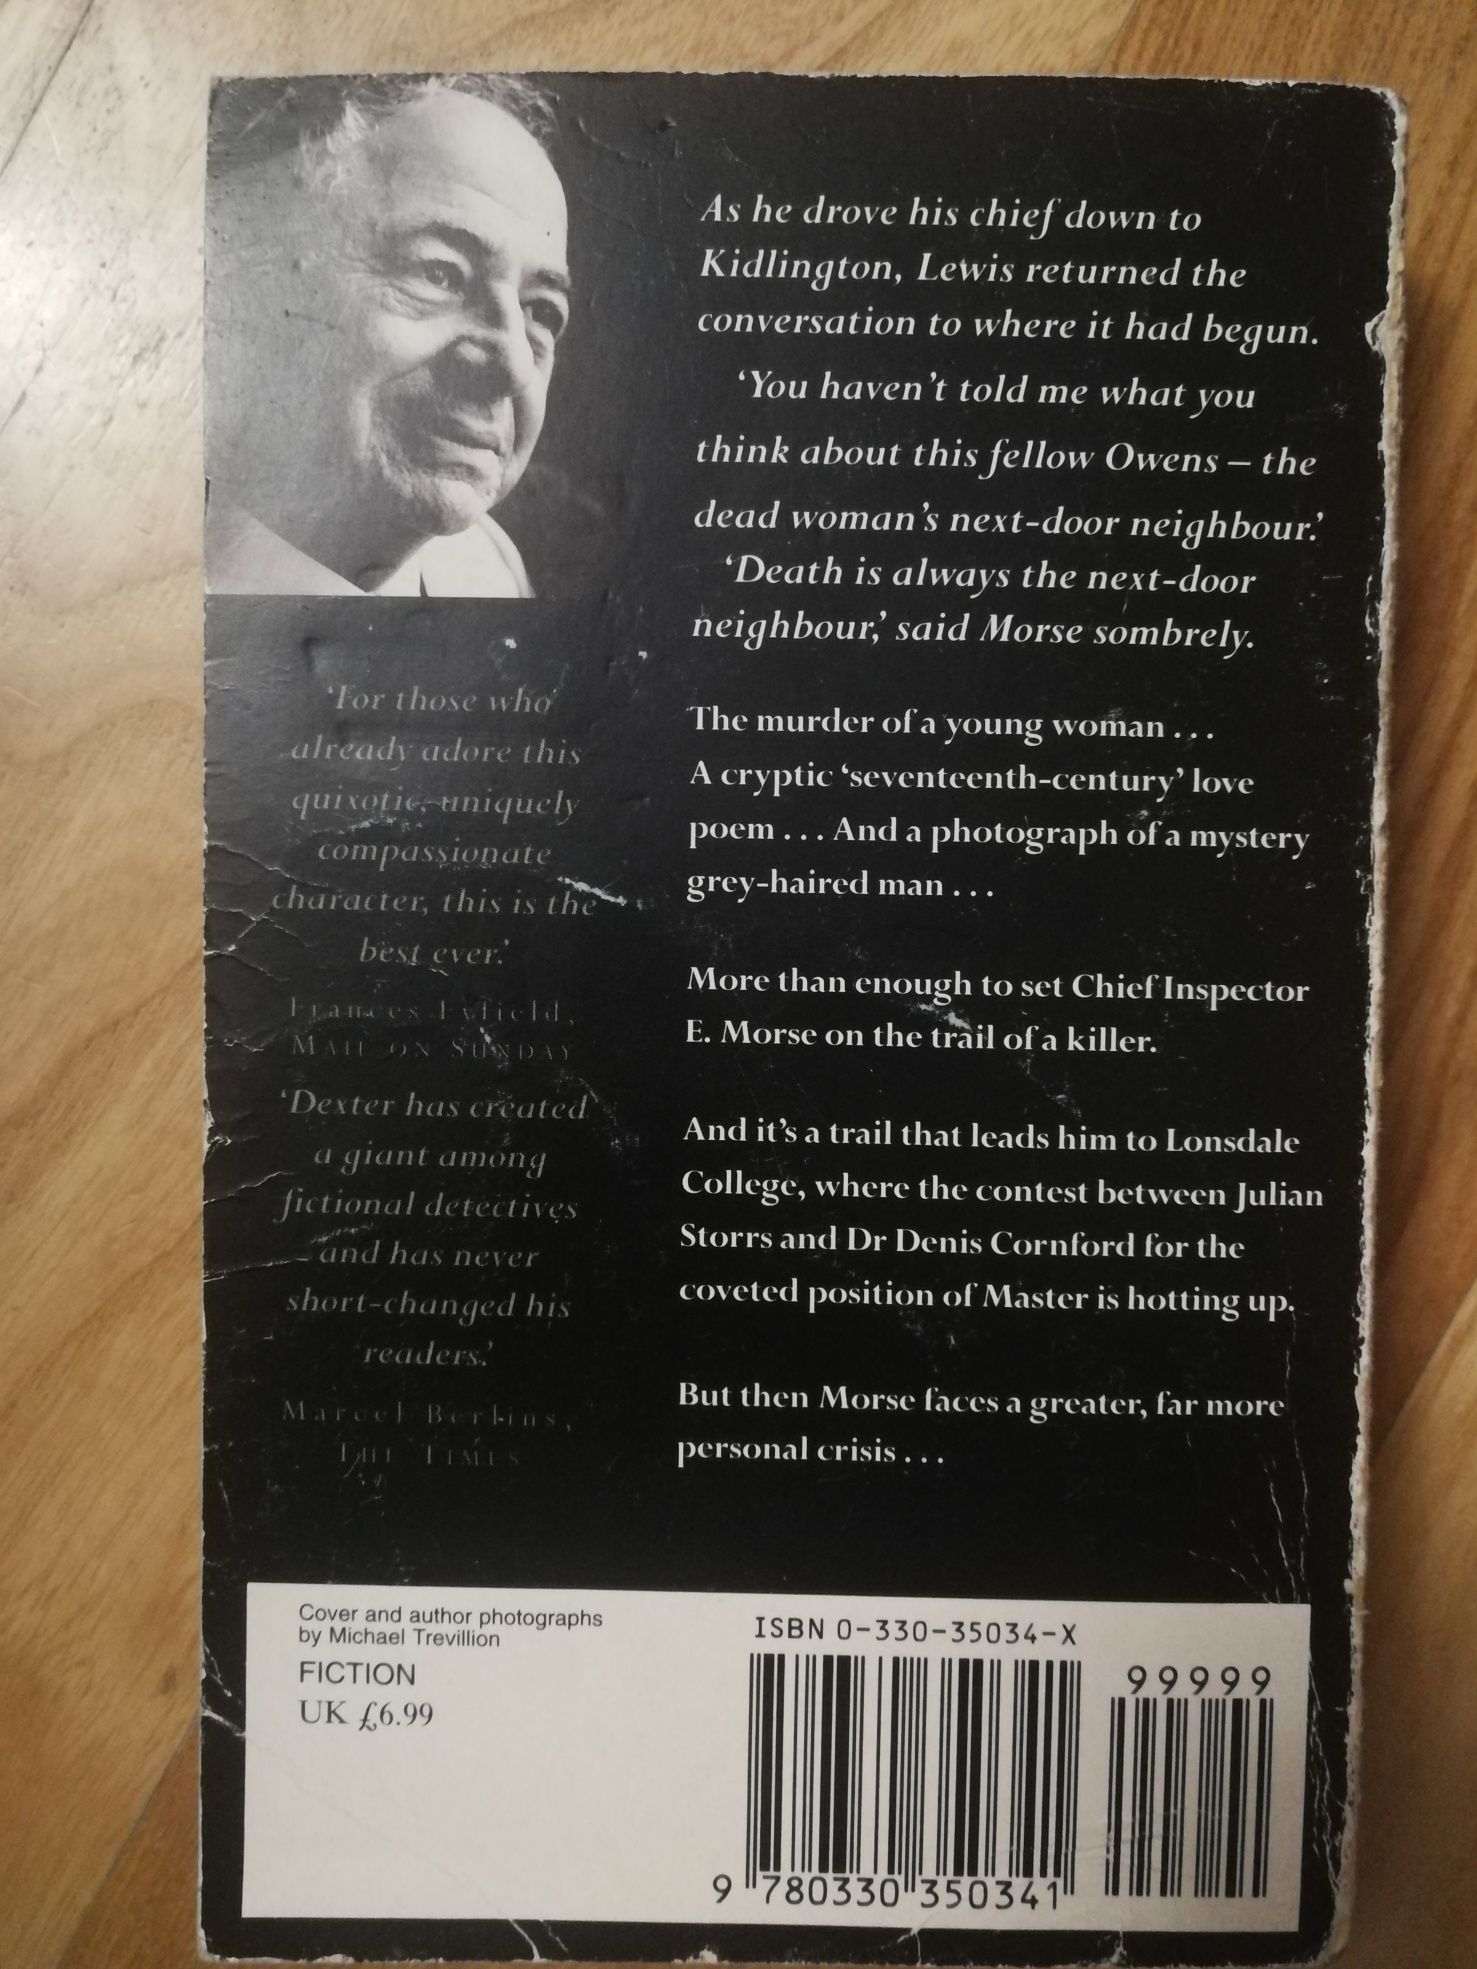 As he drove his chief down to
Kidlington, Lewis returned the
conversation to where it had begun.
‘You haven’t told me what you
think about this fellow Owens – the
dead woman’s next-door neighbour.’
‘Death is always the next-door
neighbour,’ said Morse sombrely.
The murder of a young woman . . .
A cryptic ‘seventeenth-century’ love
poem . . . And a photograph of a mystery
grey-haired man . . .
More than enough to set Chief Inspector
E. Morse on the trail of a killer.
And it’s a trail that leads him to Lonsdale
College, where the contest between Julian
Storrs and Dr Denis Cornford for the
coveted position of Master is hotting up.
But then Morse faces a greater, far more
personal crisis . . .
‘For those who
already adore this
quixotic, uniquely
compassionate
character, this is the
best ever.’
Frances Fyfield,
MAIL ON SUNDAY
‘Dexter has created
a giant among
fictional detectives
and has never
short-changed his
readers.’
Marcel Berlins,
THE TIMES
Cover and author photographs
by Michael Trevillion
FICTION
UK £6.99
ISBN 0-330-35034-X
99999
9 780330 350341